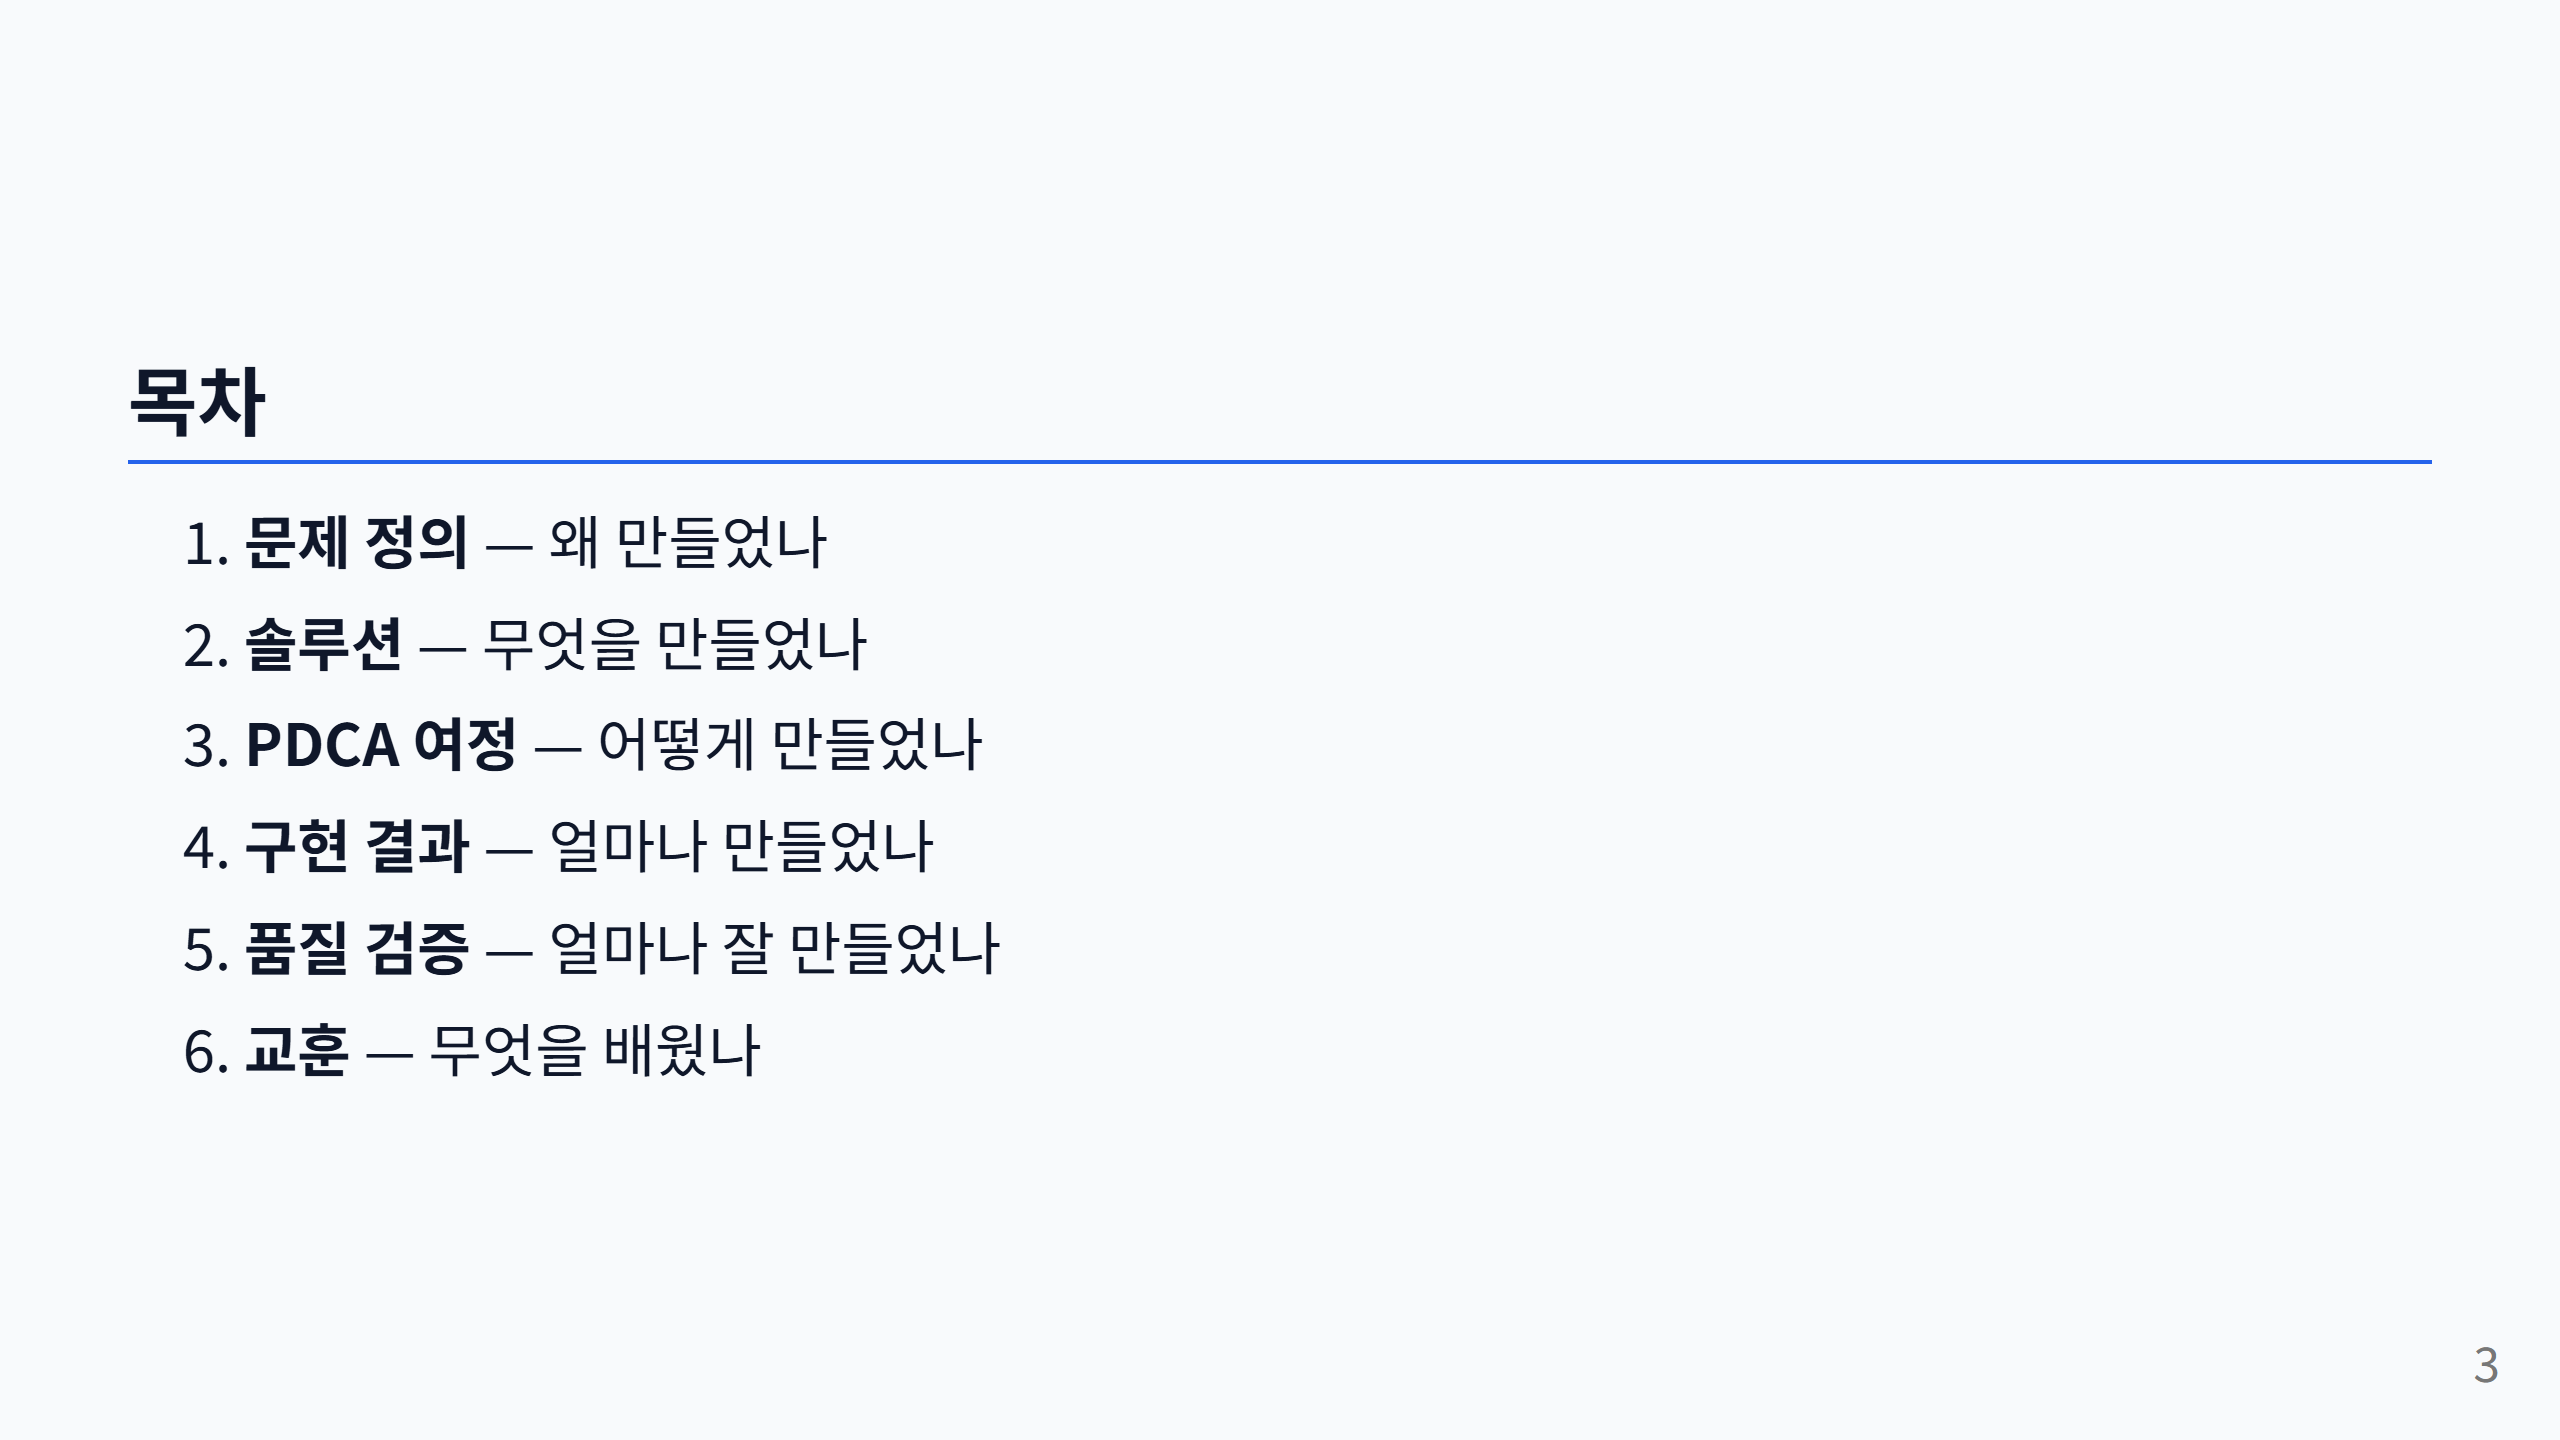 목차
1. 문제 정의 — 왜 만들었나
2. 솔루션 — 무엇을 만들었나
3. PDCA 여정 — 어떻게 만들었나
4. 구현 결과 — 얼마나 만들었나
5. 품질 검증 — 얼마나 잘 만들었나
6. 교훈 — 무엇을 배웠나
3